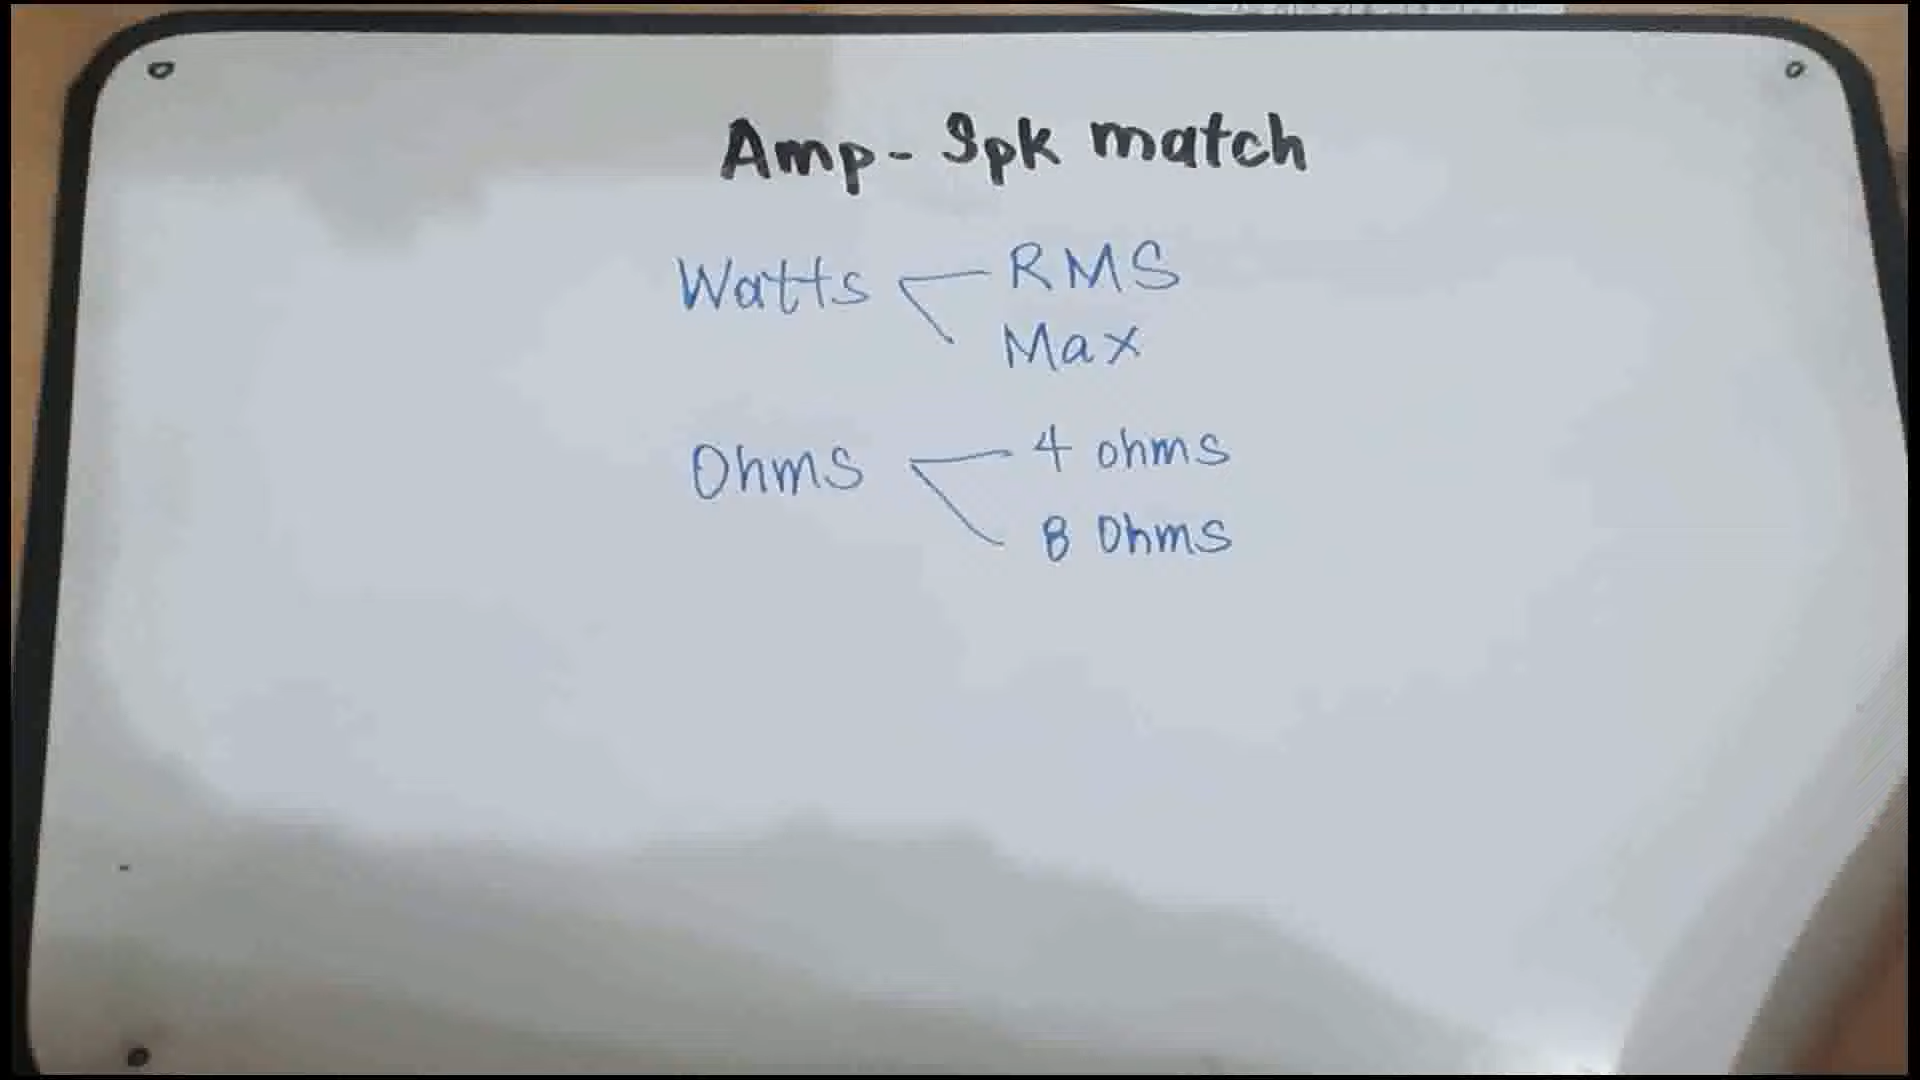 Amp - Spk match
Watts RMS
Max
Ohms 4 ohms
8 Ohms